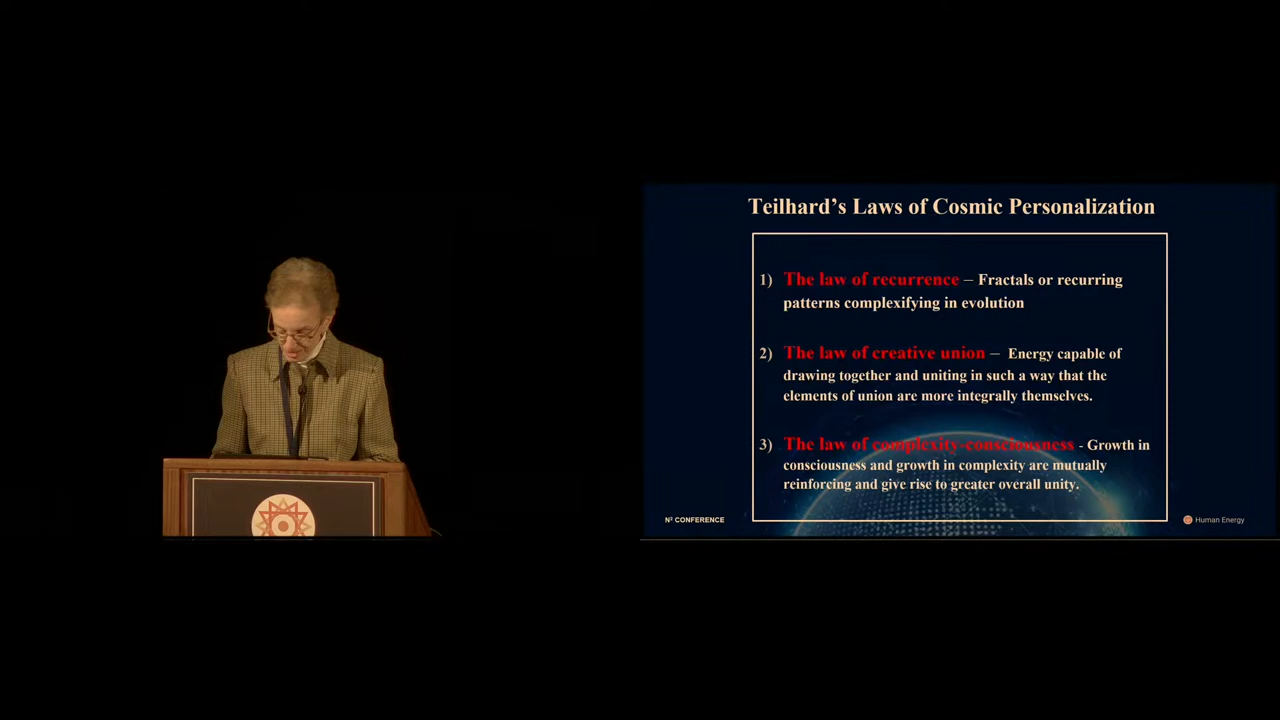 Teilhard’s Laws of Cosmic Personalization
1) The law of recurrence – Fractals or recurring
patterns complexifying in evolution
2) The law of creative union – Energy capable of
drawing together and uniting in such a way that the
elements of union are more integrally themselves.
3) The law of complexity-consciousness - Growth in
consciousness and growth in complexity are mutually
reinforcing and give rise to greater overall unity.
N² CONFERENCE
Human Energy